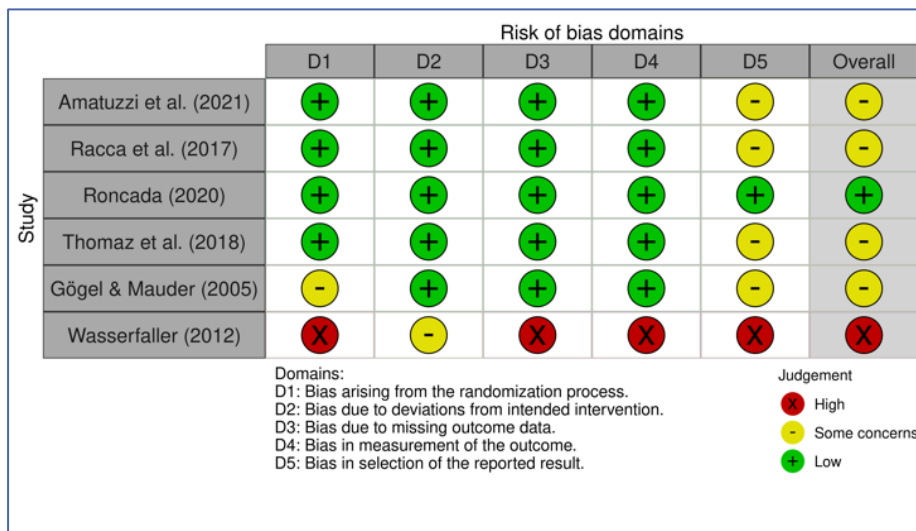 Risk of bias domains
D1 D2 D3 D4 D5 Overall
Study
Amatuzzi et al. (2021) + + + + - -
Racca et al. (2017) + + + + - -
Roncada (2020) + + + + + +
Thomaz et al. (2018) + + + + - -
Gögel & Mauder (2005) - + + + - -
Wasserfaller (2012) X - X X X X
Domains:
D1: Bias arising from the randomization process.
D2: Bias due to deviations from intended intervention.
D3: Bias due to missing outcome data.
D4: Bias in measurement of the outcome.
D5: Bias in selection of the reported result.
Judgement
X High
- Some concerns
+ Low